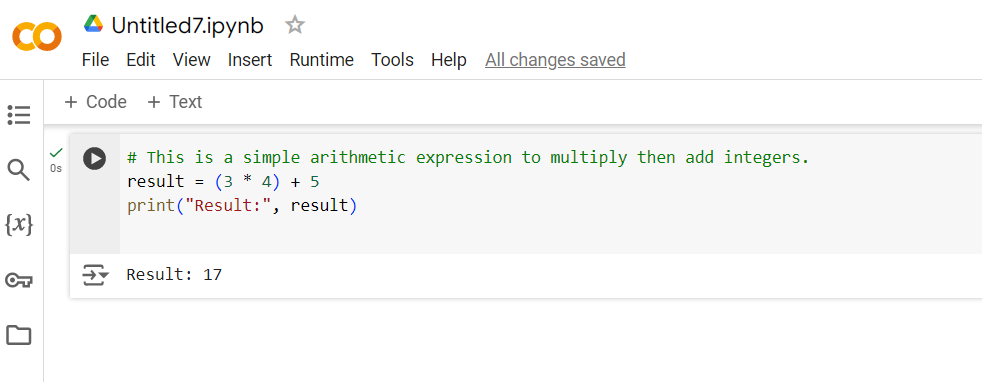 Untitled7.ipynb
File Edit View Insert Runtime Tools Help All changes saved
+ Code + Text
0s
# This is a simple arithmetic expression to multiply then add integers.
result = (3 * 4) + 5
print("Result:", result)
{x}
Result: 17